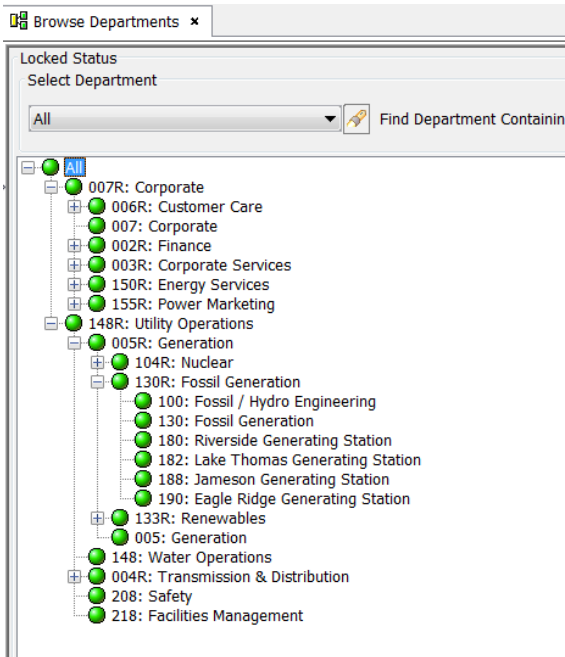 Browse Departments ×
Locked Status
Select Department
All Find Department Containin
All
007R: Corporate
006R: Customer Care
007: Corporate
002R: Finance
003R: Corporate Services
150R: Energy Services
155R: Power Marketing
148R: Utility Operations
005R: Generation
104R: Nuclear
130R: Fossil Generation
100: Fossil / Hydro Engineering
130: Fossil Generation
180: Riverside Generating Station
182: Lake Thomas Generating Station
188: Jameson Generating Station
190: Eagle Ridge Generating Station
133R: Renewables
005: Generation
148: Water Operations
004R: Transmission & Distribution
208: Safety
218: Facilities Management